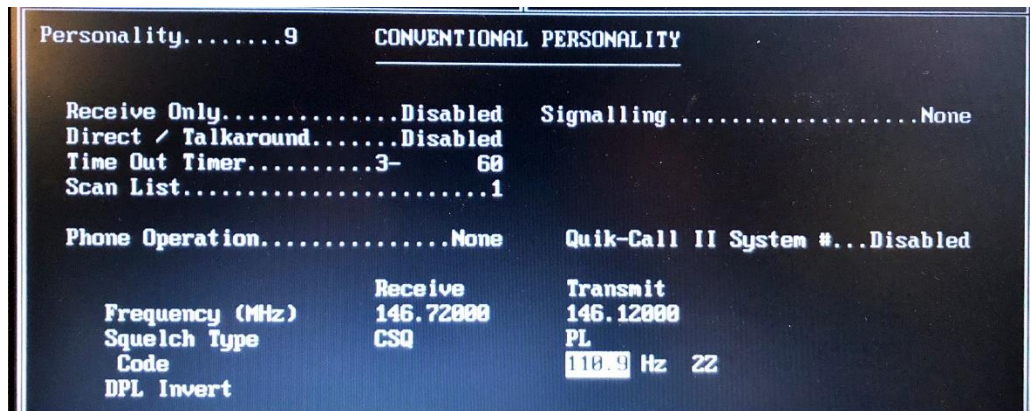 Personality........9 CONVENTIONAL PERSONALITY
Receive Only..............Disabled Signalling.....................None
Direct / Talkaround.......Disabled
Time Out Timer..........3- 60
Scan List.......................1
Phone Operation................None Quik-Call II System #...Disabled
Receive Transmit
Frequency (MHz) 146.72000 146.12000
Squelch Type CSQ PL
Code 110.9 Hz 2Z
DPL Invert